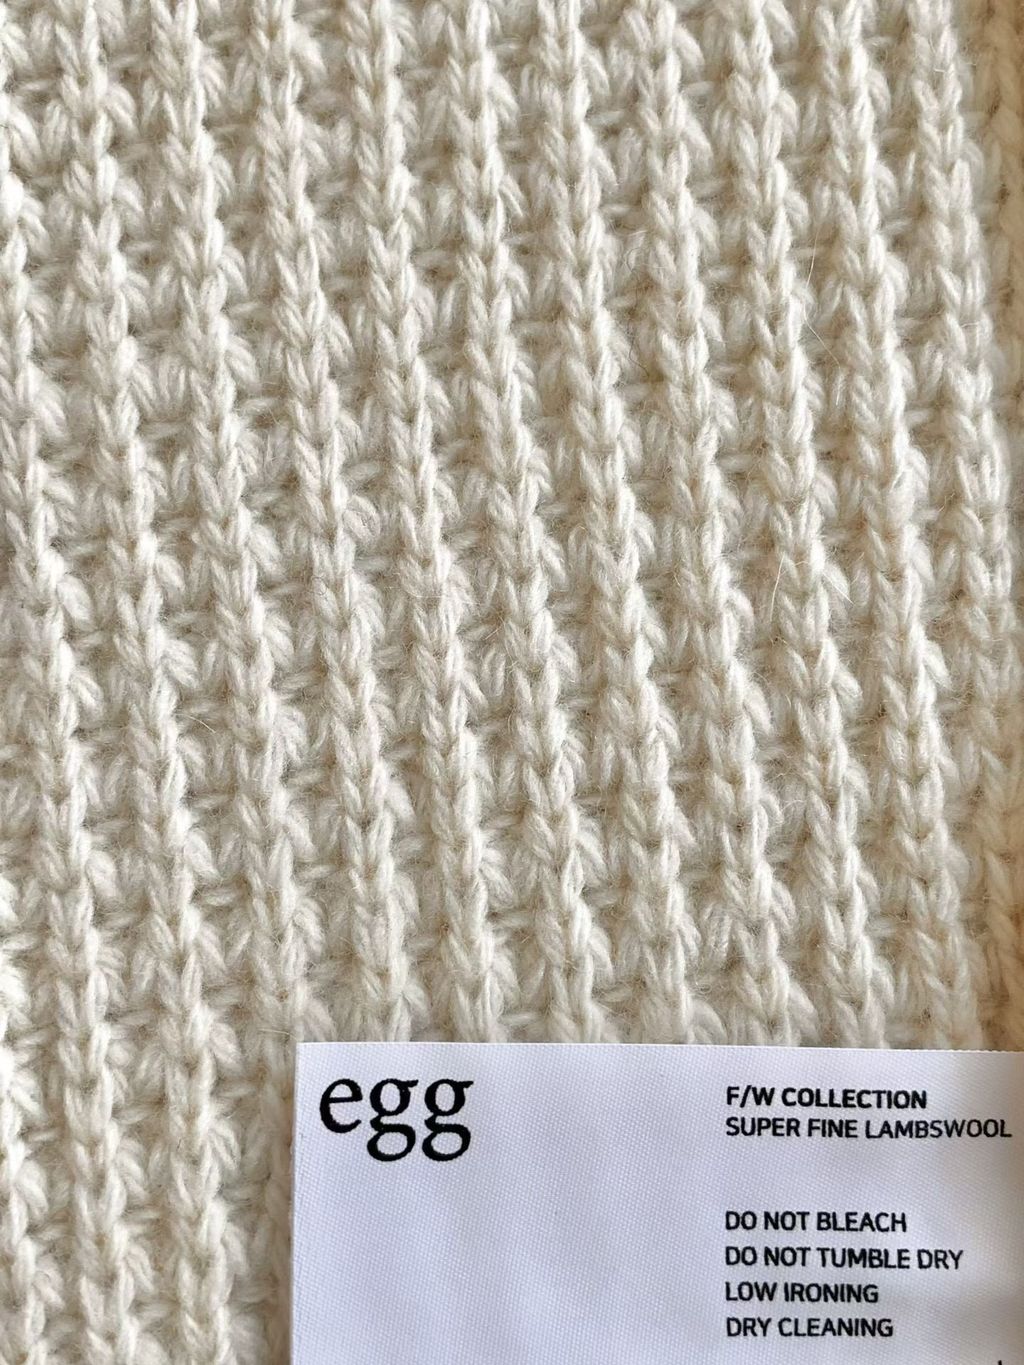 egg
F/W COLLECTION
SUPER FINE LAMBSWOOL
DO NOT BLEACH
DO NOT TUMBLE DRY
LOW IRONING
DRY CLEANING